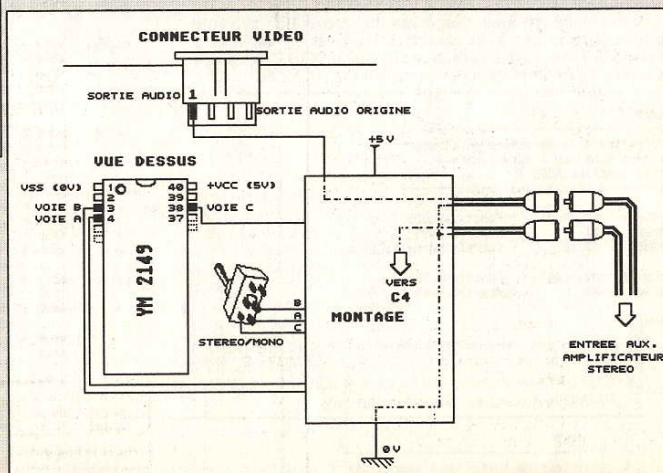 CONNECTEUR VIDEO
SORTIE AUDIO 1
SORTIE AUDIO ORIGINE
+5 V
VUE DESSUS
VSS (0V) 1 40 +VCC (5V)
2 39
VOIE B 3 38 VOIE C
VOIE A 4 37
YM 2149
VERS
C4
B
A
C
MONTAGE
STEREO/MONO
ENTREE AUX.
AMPLIFICATEUR
STEREO
0V